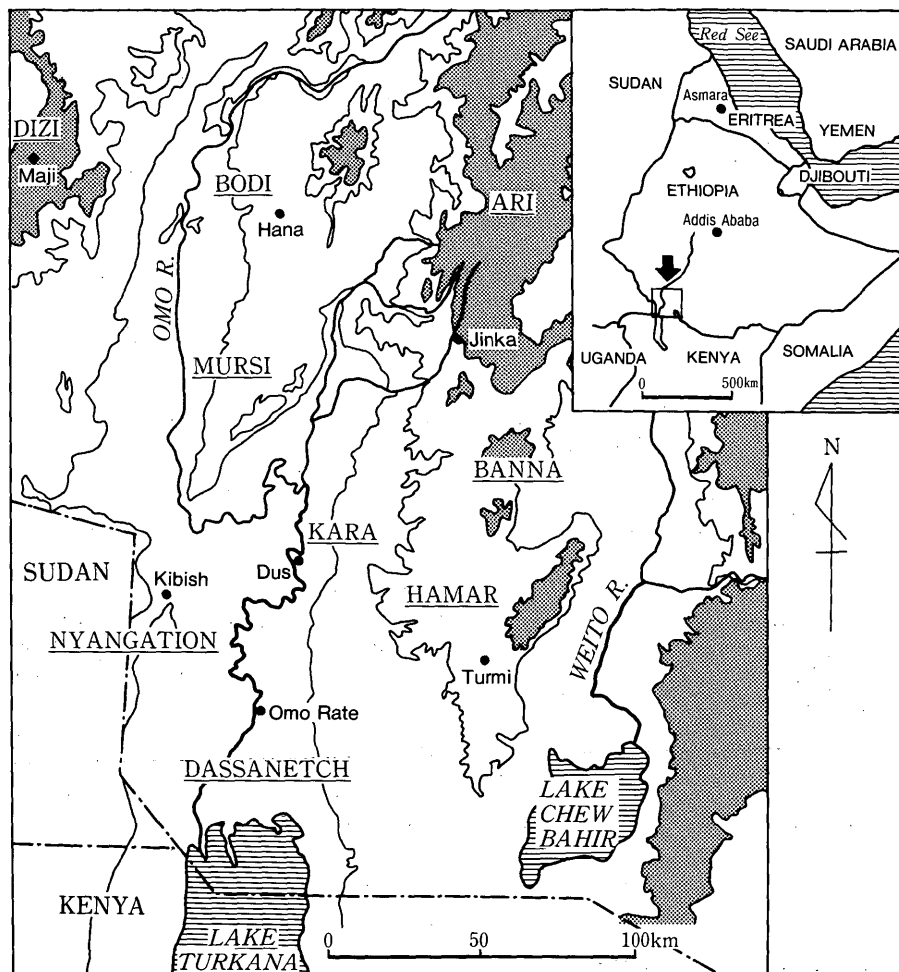 DIZI
Maji
BODI
Hana
ARI
OMO R.
MURSI
Jinka
BANNA
KARA
Dus
SUDAN
Kibish
HAMAR
NYANGATION
WEITO R.
Turmi
Omo Rate
DASSANETCH
LAKE
CHEW
BAHIR
KENYA
LAKE
TURKANA
0 50 100km
Red See
SAUDI ARABIA
SUDAN
Asmara
ERITREA
YEMEN
DJIBOUTI
ETHIOPIA
Addis Ababa
UGANDA
KENYA
SOMALIA
0 500km
N